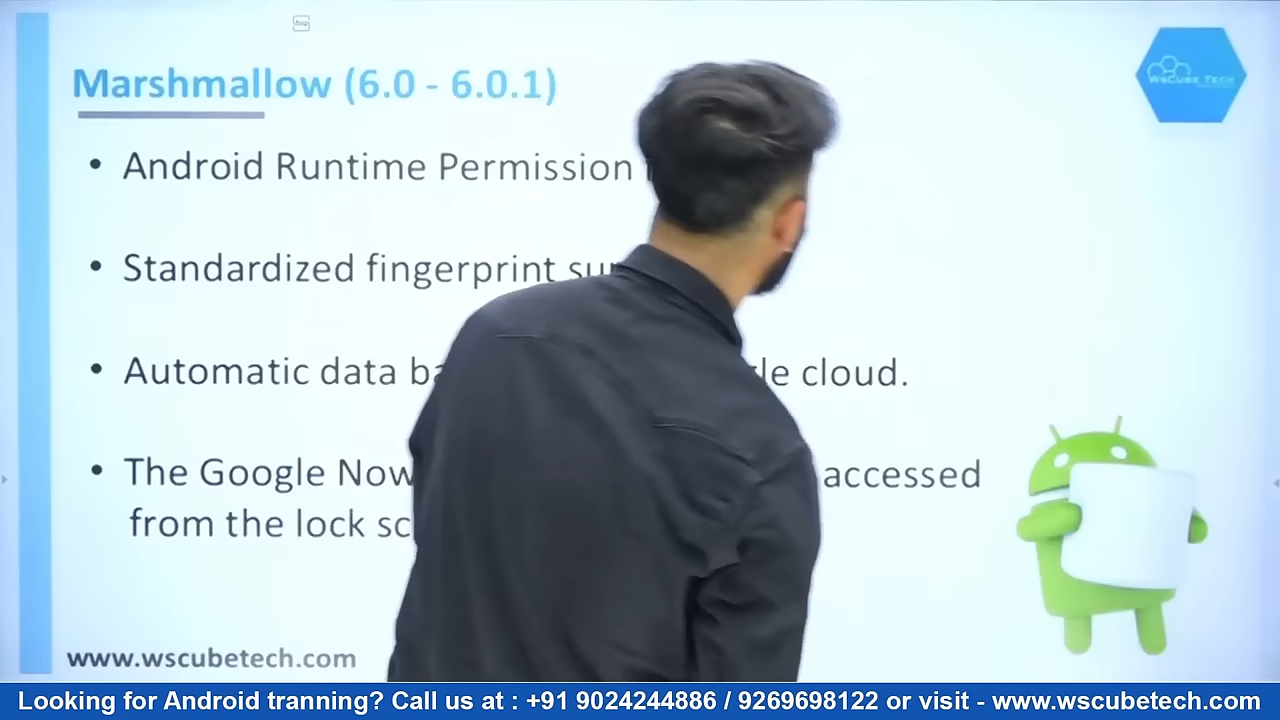 Marshmallow (6.0 - 6.0.1)
WsCube Tech
• Android Runtime Permission
• Standardized fingerprint su
• Automatic data ba le cloud.
• The Google Now accessed
from the lock sc
www.wscubetech.com
Looking for Android tranning? Call us at : +91 9024244886 / 9269698122 or visit - www.wscubetech.com